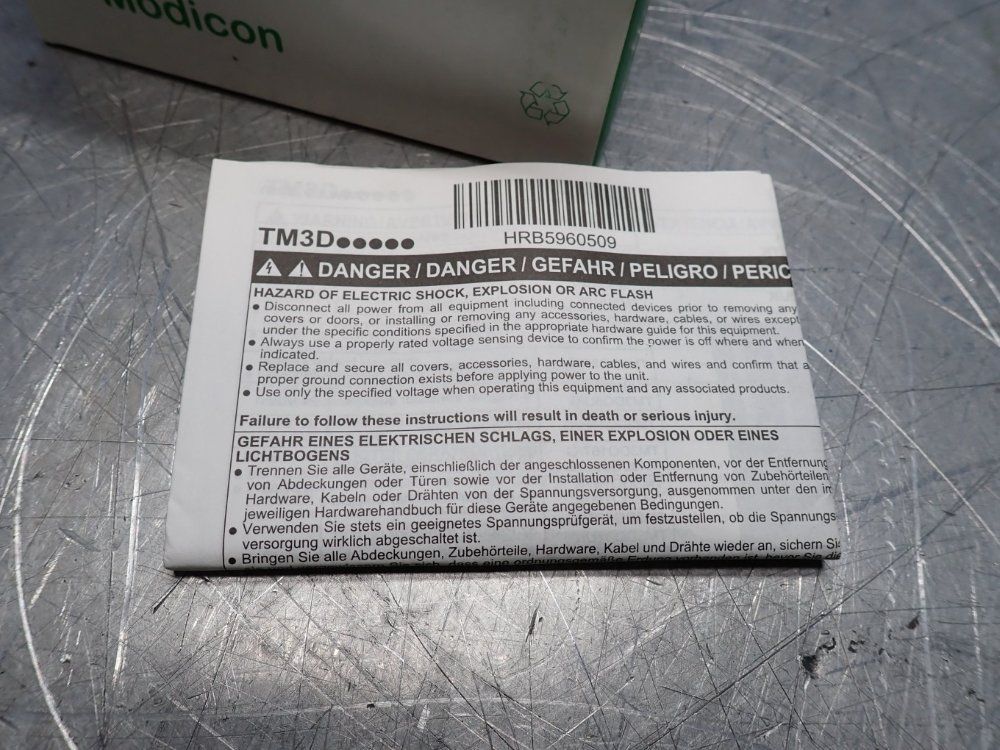 Modicon
TM3D●●●●●
HRB5960509
DANGER / DANGER / GEFAHR / PELIGRO / PERIC
HAZARD OF ELECTRIC SHOCK, EXPLOSION OR ARC FLASH
● Disconnect all power from all equipment including connected devices prior to removing any
covers or doors, or installing or removing any accessories, hardware, cables, or wires except
under the specific conditions specified in the appropriate hardware guide for this equipment.
● Always use a properly rated voltage sensing device to confirm the power is off where and when
indicated.
● Replace and secure all covers, accessories, hardware, cables, and wires and confirm that a
proper ground connection exists before applying power to the unit.
● Use only the specified voltage when operating this equipment and any associated products.
Failure to follow these instructions will result in death or serious injury.
GEFAHR EINES ELEKTRISCHEN SCHLAGS, EINER EXPLOSION ODER EINES
LICHTBOGENS
● Trennen Sie alle Geräte, einschließlich der angeschlossenen Komponenten, vor der Entfernung
von Abdeckungen oder Türen sowie vor der Installation oder Entfernung von Zubehörteilen
Hardware, Kabeln oder Drähten von der Spannungsversorgung, ausgenommen unter den im
jeweiligen Hardwarehandbuch für diese Geräte angegebenen Bedingungen.
● Verwenden Sie stets ein geeignetes Spannungsprüfgerät, um festzustellen, ob die Spannungs
versorgung wirklich abgeschaltet ist.
● Bringen Sie alle Abdeckungen, Zubehörteile, Hardware, Kabel und Drähte wieder an, sichern Sie